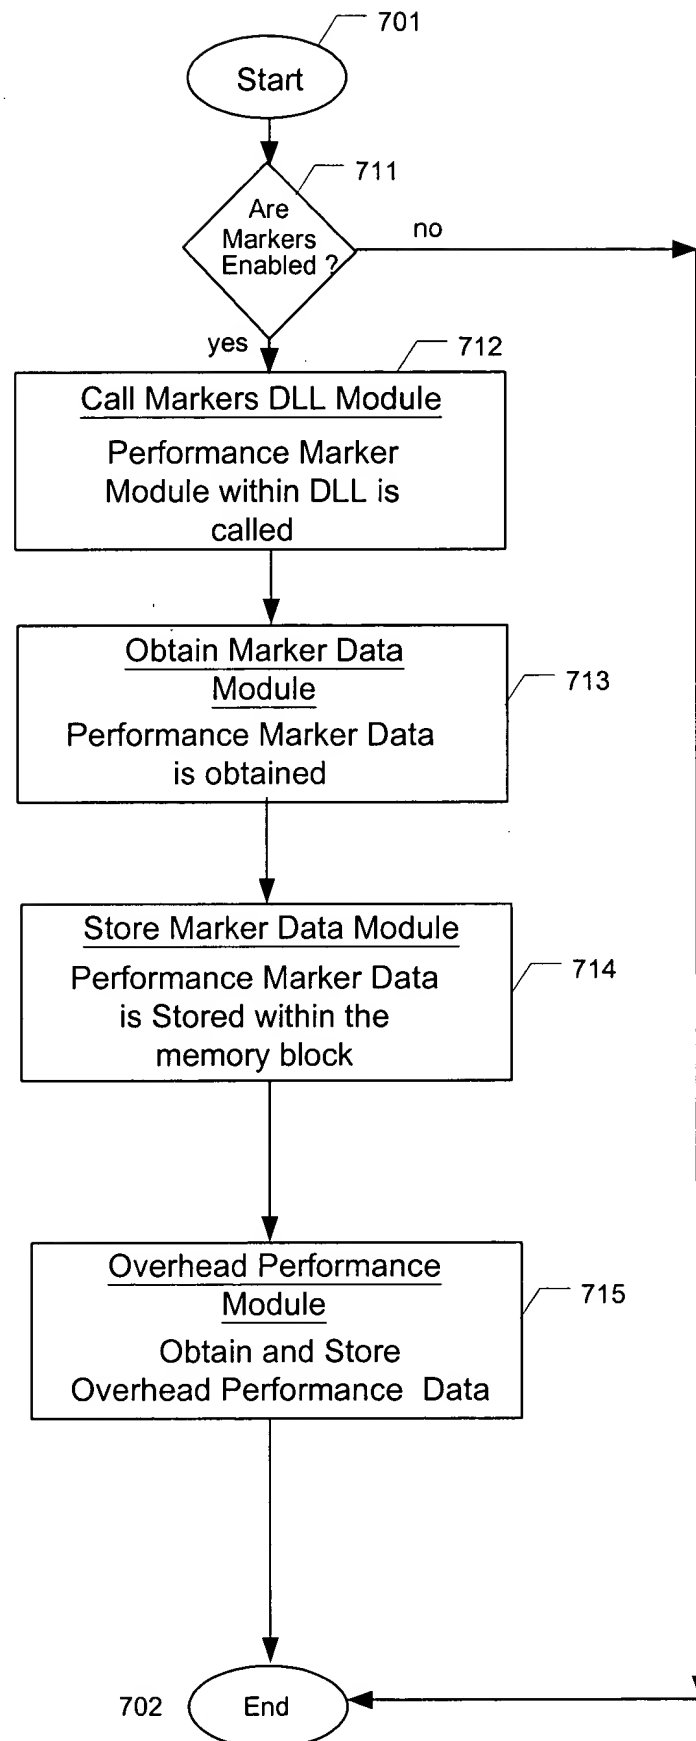 701
Start
711
Are
Markers
Enabled ?
no
yes
712
Call Markers DLL Module
Performance Marker
Module within DLL is
called
Obtain Marker Data
Module
713
Performance Marker Data
is obtained
Store Marker Data Module
714
Performance Marker Data
is Stored within the
memory block
Overhead Performance
Module
715
Obtain and Store
Overhead Performance Data
702
End